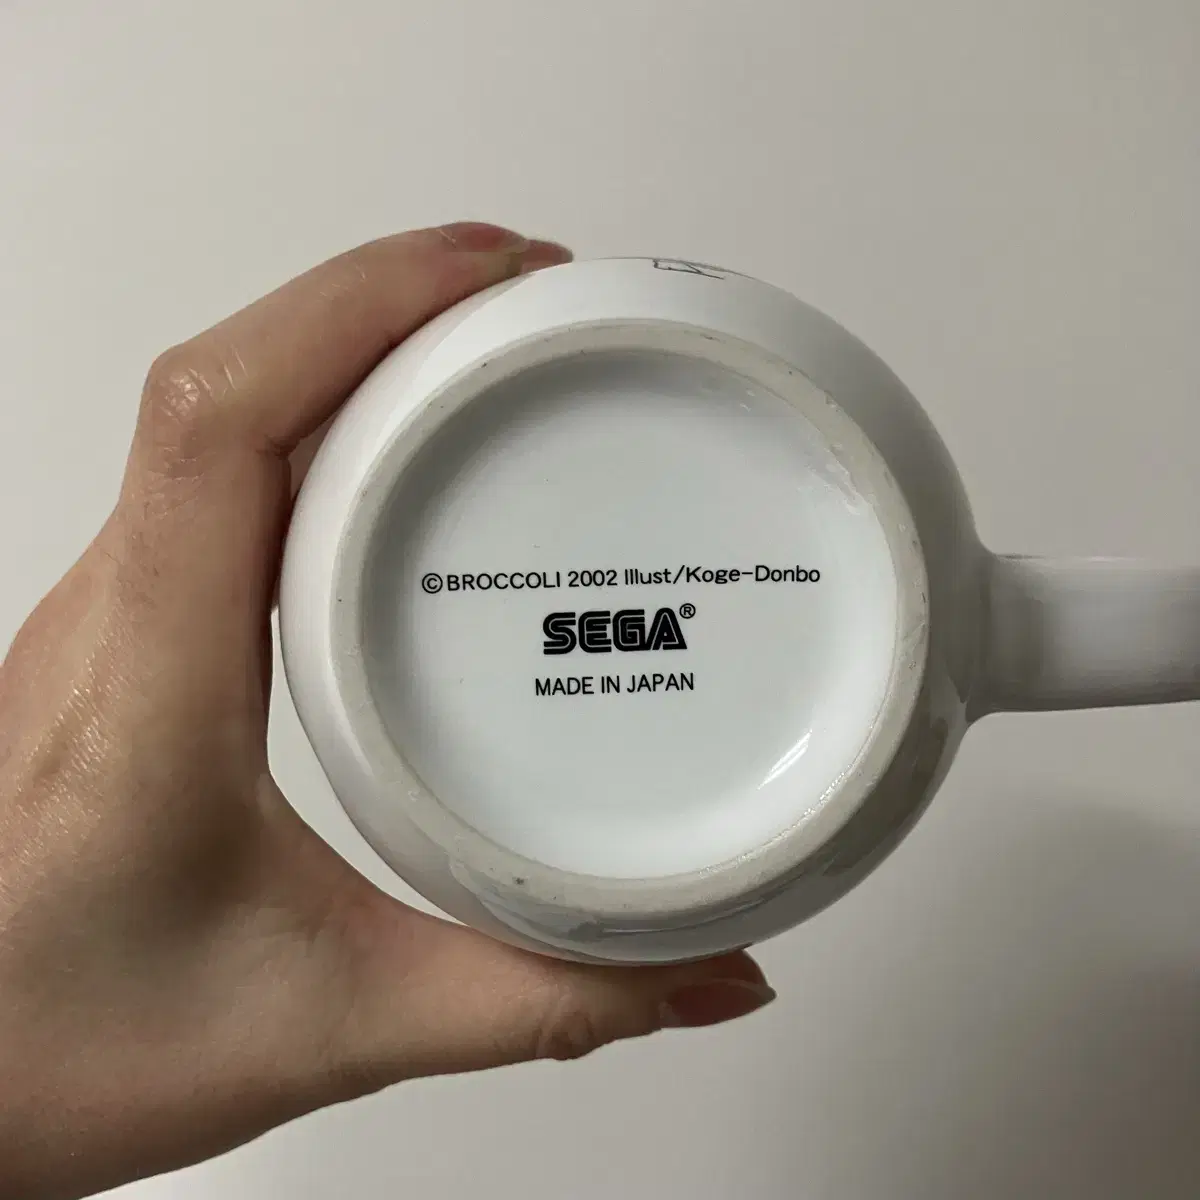 ©BROCCOLI 2002 Illust/Koge-Donbo
SEGA®
MADE IN JAPAN